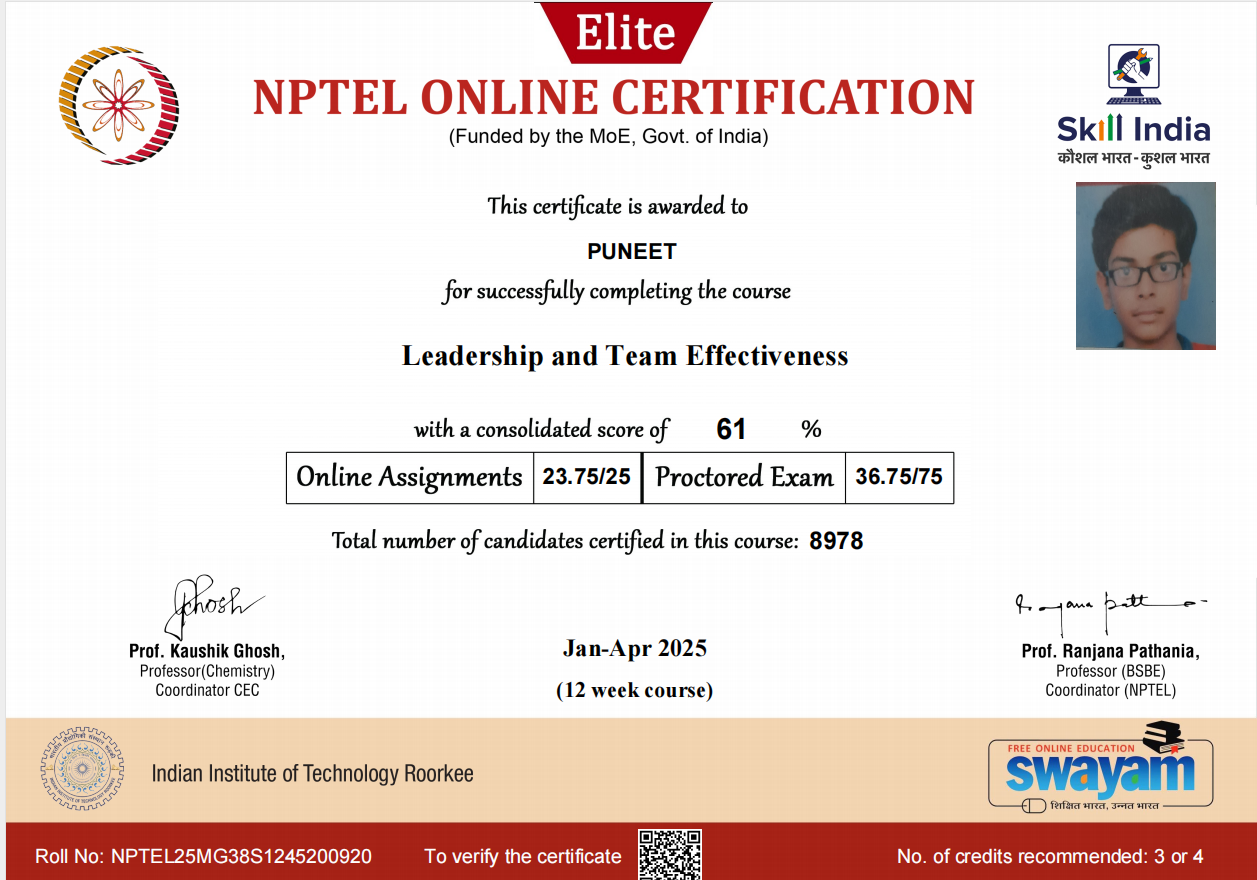 Elite
NPTEL ONLINE CERTIFICATION
(Funded by the MoE, Govt. of India)
Skill India
कौशल भारत - कुशल भारत
This certificate is awarded to
PUNEET
for successfully completing the course
Leadership and Team Effectiveness
with a consolidated score of 61 %
Online Assignments 23.75/25 Proctored Exam 36.75/75
Total number of candidates certified in this course: 8978
Ghosh
Prof. Kaushik Ghosh,
Professor(Chemistry)
Coordinator CEC
Jan-Apr 2025
(12 week course)
Prof. Ranjana Pathania,
Professor (BSBE)
Coordinator (NPTEL)
Indian Institute of Technology Roorkee
FREE ONLINE EDUCATION
swayam
शिक्षित भारत, उन्नत भारत
Roll No: NPTEL25MG38S1245200920
To verify the certificate
No. of credits recommended: 3 or 4